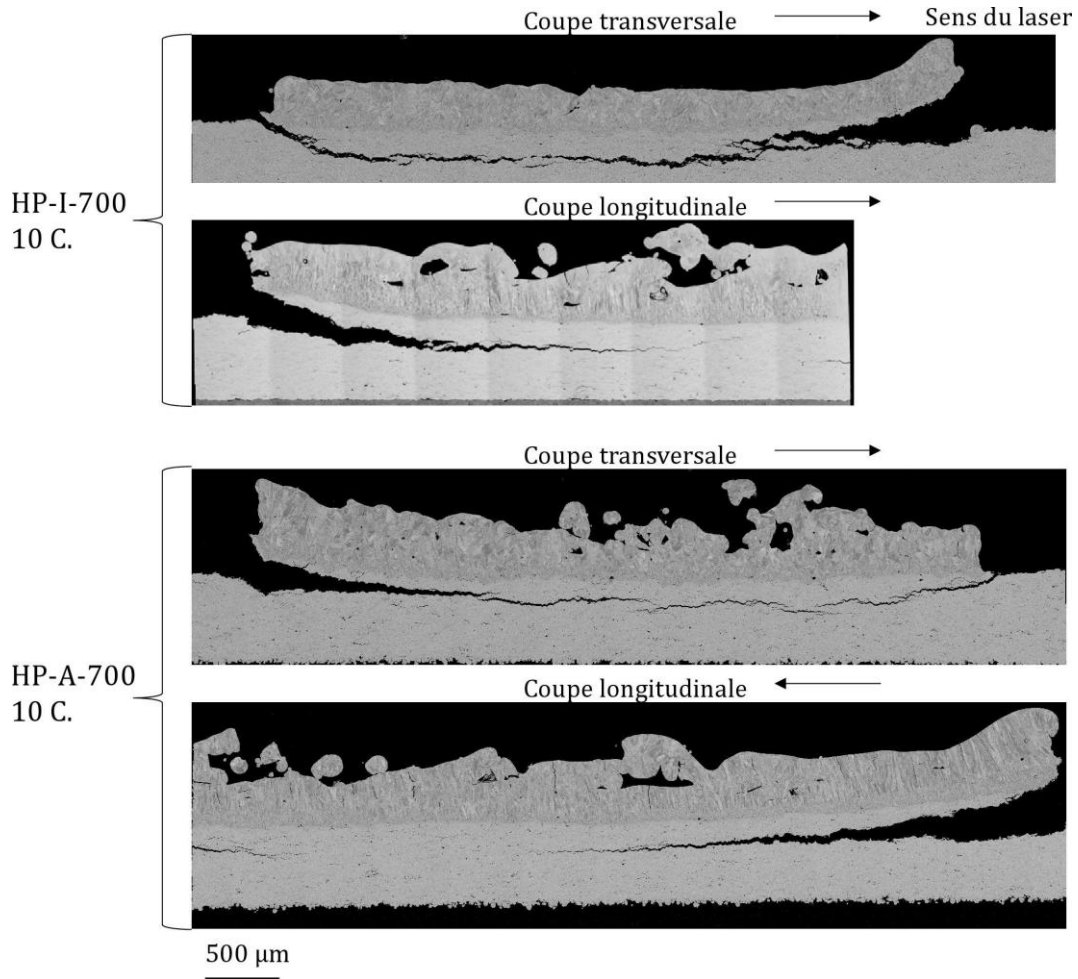 Coupe transversale
Sens du laser
HP-I-700
10 C.
Coupe longitudinale
Coupe transversale
HP-A-700
10 C.
Coupe longitudinale
500 µm